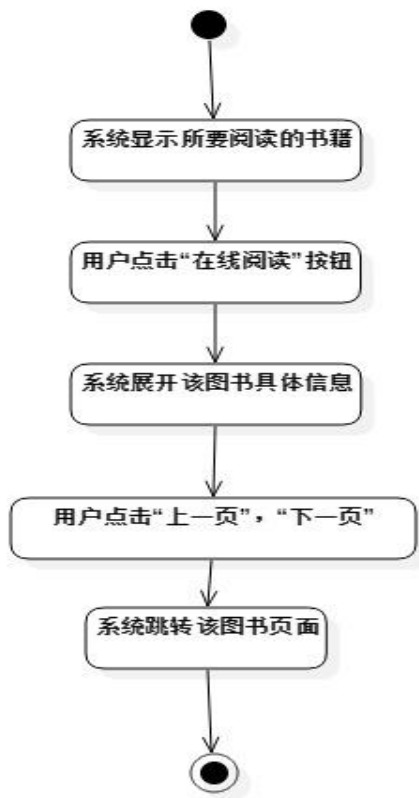 系统显示所要阅读的书籍
用户点击“在线阅读”按钮
系统展开该图书具体信息
用户点击“上一页”，“下一页”
系统跳转该图书页面